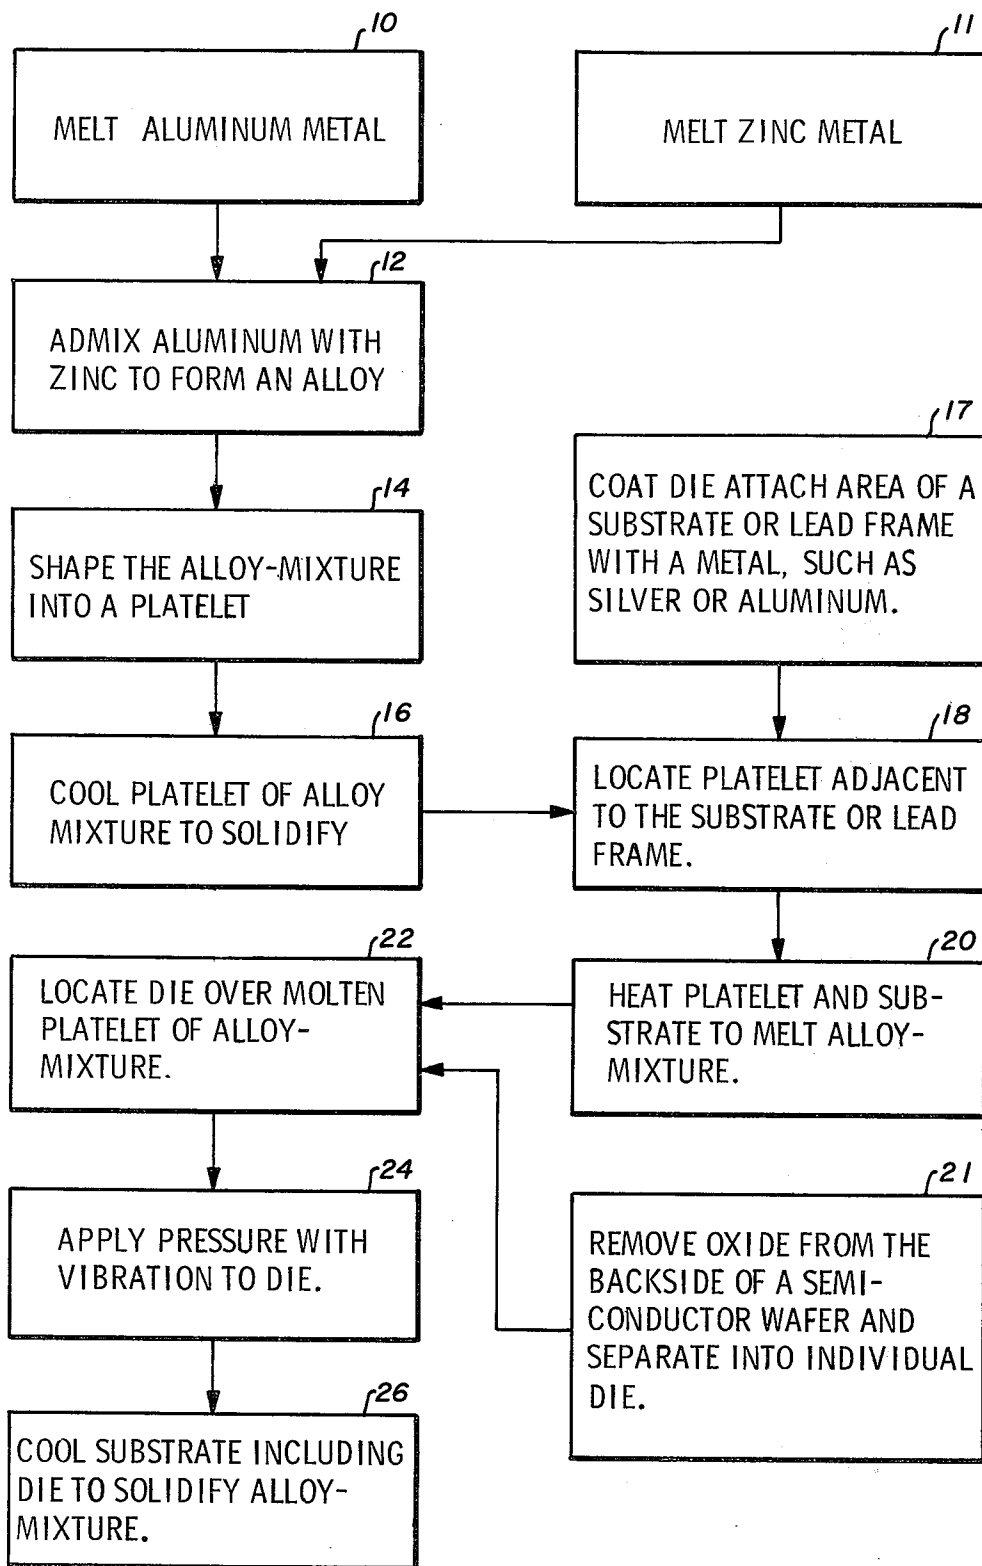 10
MELT ALUMINUM METAL
11
MELT ZINC METAL
12
ADMIX ALUMINUM WITH
ZINC TO FORM AN ALLOY
14
SHAPE THE ALLOY-MIXTURE
INTO A PLATELET
16
COOL PLATELET OF ALLOY
MIXTURE TO SOLIDIFY
17
COAT DIE ATTACH AREA OF A
SUBSTRATE OR LEAD FRAME
WITH A METAL, SUCH AS
SILVER OR ALUMINUM.
18
LOCATE PLATELET ADJACENT
TO THE SUBSTRATE OR LEAD
FRAME.
20
HEAT PLATELET AND SUB-
STRATE TO MELT ALLOY-
MIXTURE.
21
REMOVE OXIDE FROM THE
BACKSIDE OF A SEMI-
CONDUCTOR WAFER AND
SEPARATE INTO INDIVIDUAL
DIE.
22
LOCATE DIE OVER MOLTEN
PLATELET OF ALLOY-
MIXTURE.
24
APPLY PRESSURE WITH
VIBRATION TO DIE.
26
COOL SUBSTRATE INCLUDING
DIE TO SOLIDIFY ALLOY-
MIXTURE.